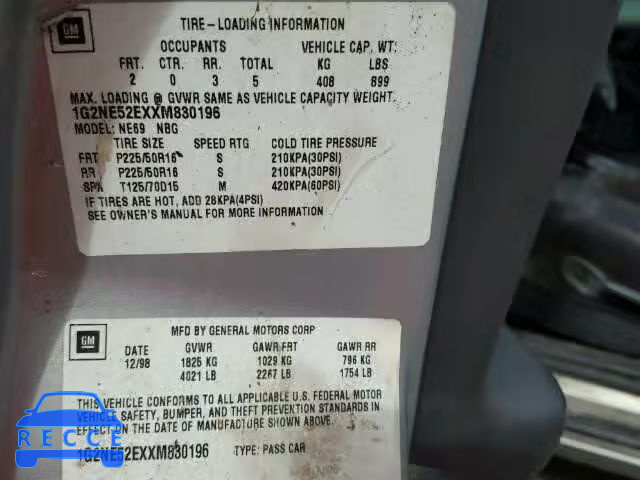 GM
TIRE-LOADING INFORMATION
OCCUPANTS VEHICLE CAP. WT.
FRT. CTR. RR. TOTAL KG LBS
2 0 3 5 408 899
MAX. LOADING @ GVWR SAME AS VEHICLE CAPACITY WEIGHT.
1G2NE52EXXM830196
MODEL: NE69 NBG
TIRE SIZE SPEED RTG COLD TIRE PRESSURE
FRT P225/50R16 S 210KPA(30PSI)
RR P225/50R16 S 210KPA(30PSI)
SPA T125/70D15 M 420KPA(60PSI)
IF TIRES ARE HOT, ADD 28KPA(4PSI)
SEE OWNER'S MANUAL FOR MORE INFORMATION
GM
MFD BY GENERAL MOTORS CORP
DATE GVWR GAWR FRT GAWR RR
12/98 1825 KG 1029 KG 796 KG
4021 LB 2267 LB 1754 LB
THIS VEHICLE CONFORMS TO ALL APPLICABLE U.S. FEDERAL MOTOR
VEHICLE SAFETY, BUMPER, AND THEFT PREVENTION STANDARDS IN
EFFECT ON THE DATE OF MANUFACTURE SHOWN ABOVE.
1G2NE52EXXM830196 TYPE: PASS CAR